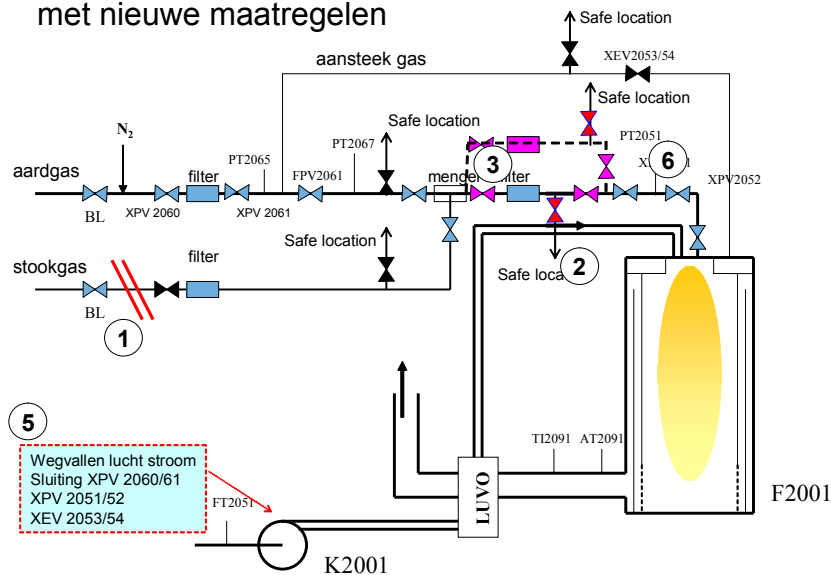 met nieuwe maatregelen
Safe location
aansteek gas
XEV2053/54
Safe location
N2
PT2067
Safe location
PT2051
PT2065
3
6
aardgas
filter
FPV2061
XPV2052
BL
XPV 2060
XPV 2061
Safe location
stookgas
filter
2
BL
1
5
Wegvallen lucht stroom
Sluiting XPV 2060/61
XPV 2051/52
XEV 2053/54
TI2091
AT2091
FT2051
LUVO
F2001
K2001